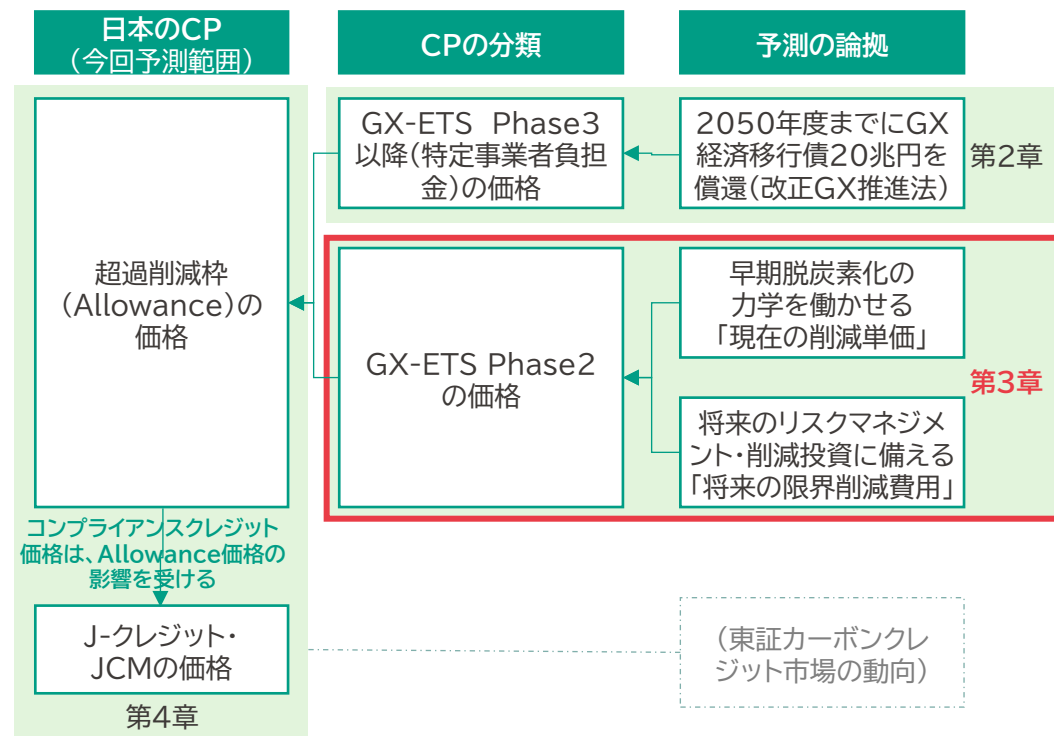 日本のCP
（今回予測範囲）
CPの分類
予測の論拠
GX-ETS Phase3
以降（特定事業者負担
金）の価格
2050年度までにGX
経済移行債20兆円を
償還（改正GX推進法）
第2章
超過削減枠
（Allowance）の
価格
GX-ETS Phase2
の価格
早期脱炭素化の
力学を働かせる
「現在の削減単価」
第3章
将来のリスクマネジメ
ント・削減投資に備える
「将来の限界削減費用」
コンプライアンスクレジット
価格は、Allowance価格の
影響を受ける
J-クレジット・
JCMの価格
（東証カーボンクレ
ジット市場の動向）
第4章